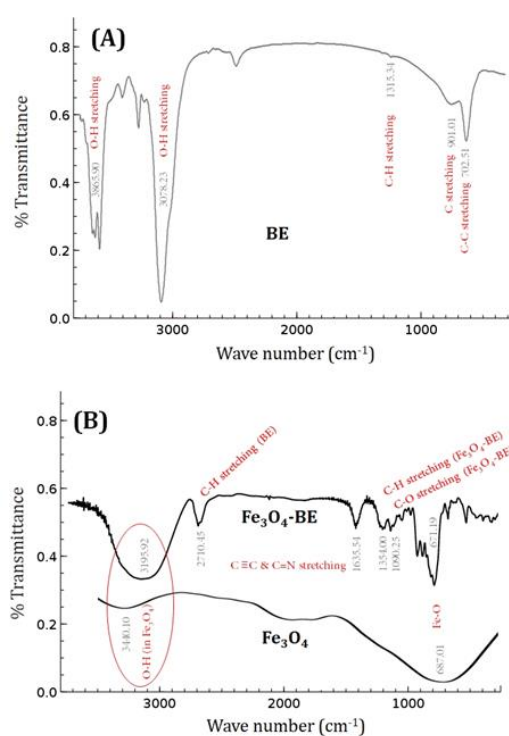 (A)
% Transmittance
0.8
0.6
0.4
0.2
0.0
O-H stretching
3865.90
O-H stretching
3078.23
1315.34
C-H stretching
901.01
C stretching
702.51
C-C stretching
BE
3000
2000
1000
Wave number (cm⁻¹)
(B)
% Transmittance
0.8
0.6
0.4
0.2
0.0
C-H stretching (BE)
C-H stretching (Fe₃O₄-BE)
C-O stretching (Fe₃O₄-BE)
Fe₃O₄-BE
3195.92
2710.45
C≡C & C=N stretching
1635.54
1354.00
1090.25
671.19
3440.10
O-H (in Fe₃O₄)
Fe₃O₄
Fe-O
687.01
3000
2000
1000
Wave number (cm⁻¹)